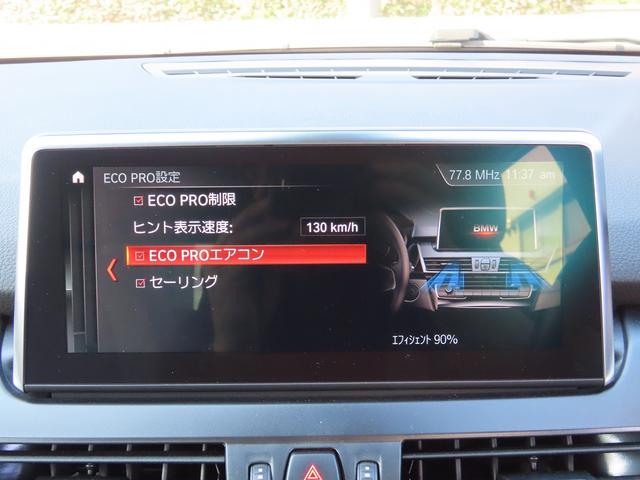 ECO PRO設定
77.8 MHz 11:37 am
ECO PRO制限
ヒント表示速度: 130 km/h
ECO PROエアコン
セーリング
BMW
エフィシェント 90%